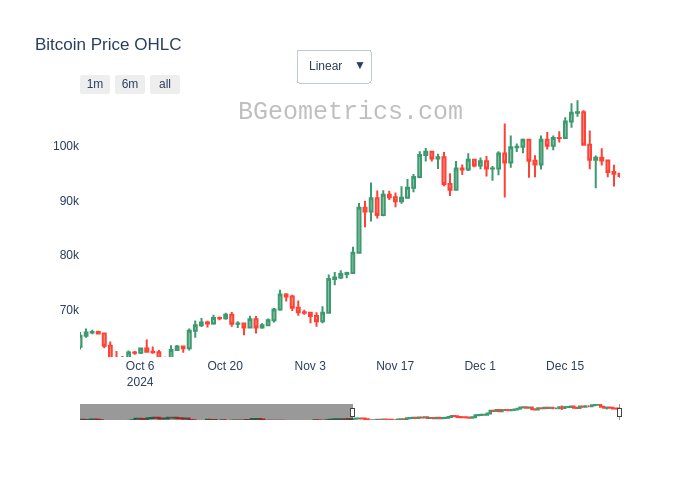 Bitcoin Price OHLC
Linear ▼
1m 6m all
BGeometrics.com
100k
90k
80k
70k
Oct 6 Oct 20 Nov 3 Nov 17 Dec 1 Dec 15
2024